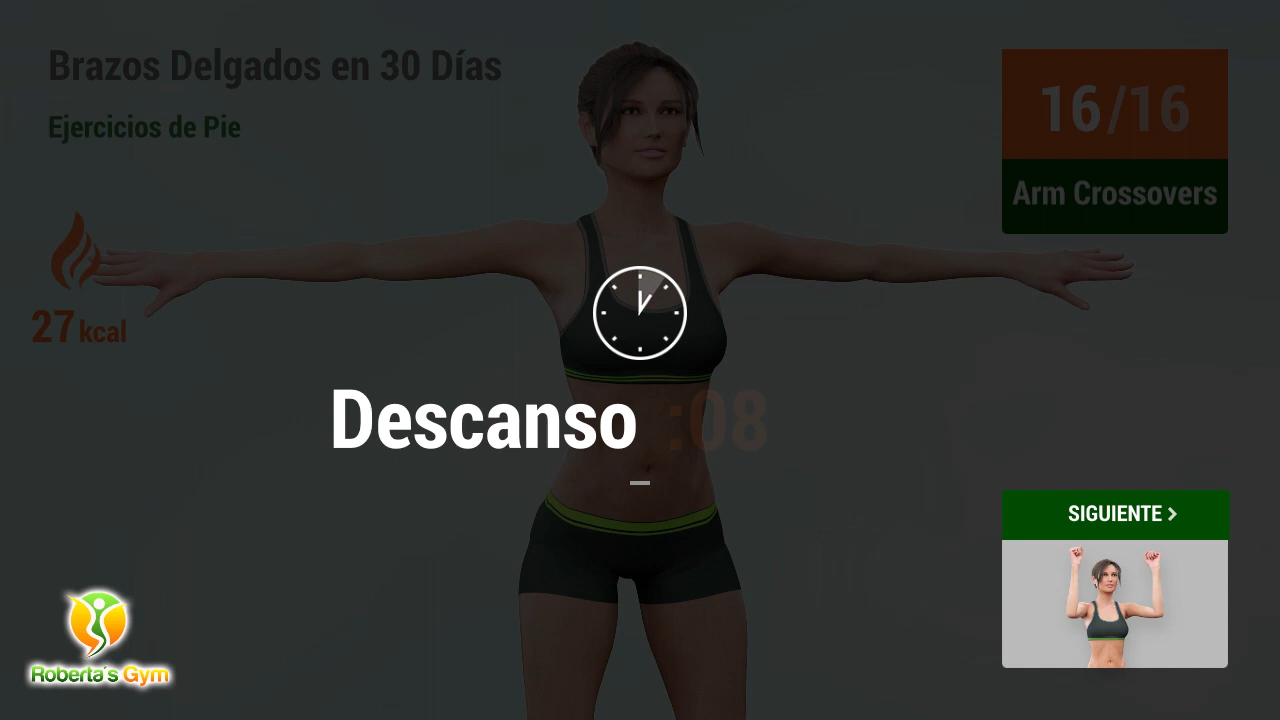 Brazos Delgados en 30 Días
Ejercicios de Pie
16/16
Arm Crossovers
27 kcal
Descanso :08
SIGUIENTE >
Roberta's Gym